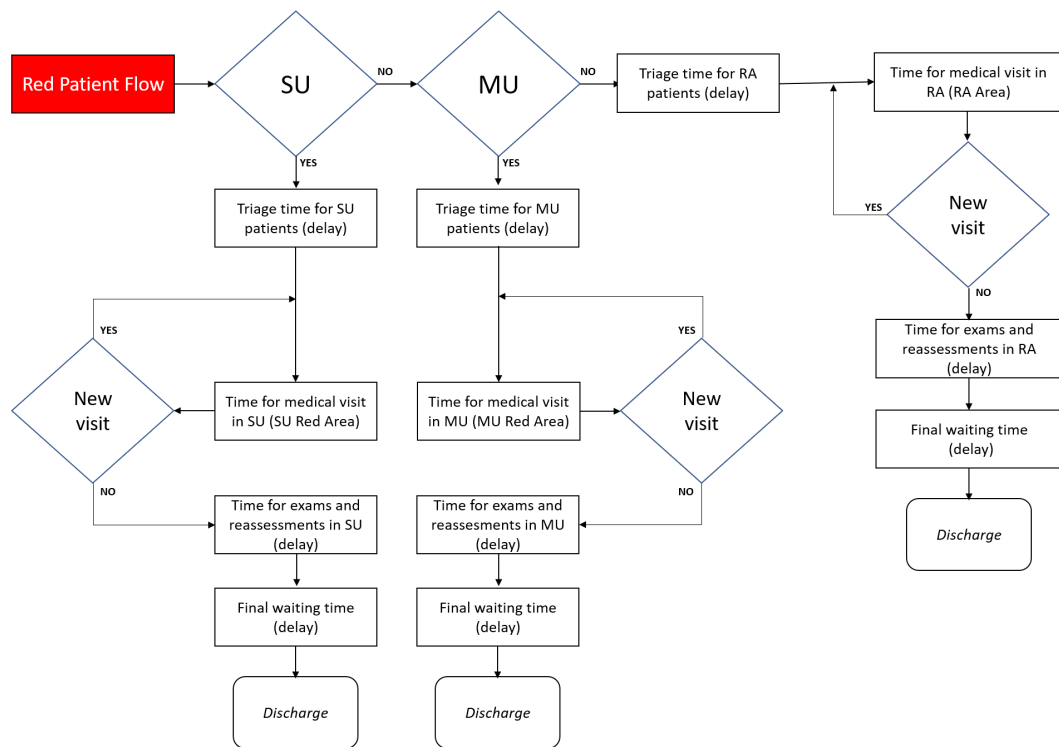 Red Patient Flow
SU
NO
MU
NO
Triage time for RA
patients (delay)
Time for medical visit in
RA (RA Area)
YES
YES
Triage time for SU
patients (delay)
Triage time for MU
patients (delay)
YES
New
visit
NO
YES
YES
Time for exams and
reassessments in RA
(delay)
New
visit
Time for medical visit
in SU (SU Red Area)
Time for medical visit
in MU (MU Red Area)
New
visit
Final waiting time
(delay)
NO
NO
Time for exams and
reassessments in SU
(delay)
Time for exams and
reassesments in MU
(delay)
Discharge
Final waiting time
(delay)
Final waiting time
(delay)
Discharge
Discharge